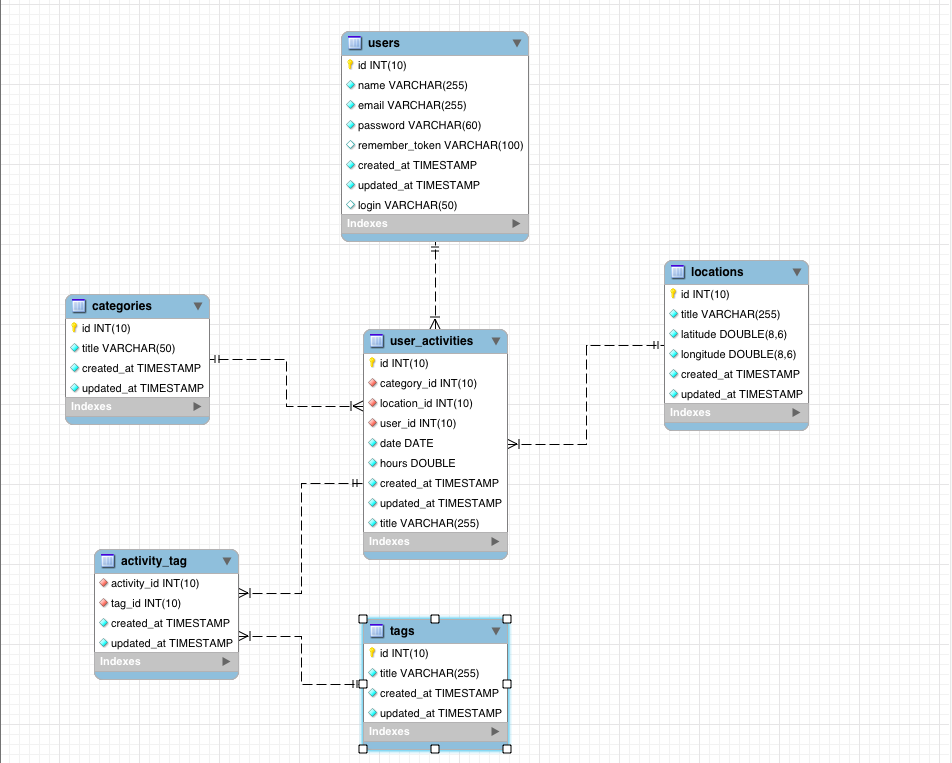 users
id INT(10)
name VARCHAR(255)
email VARCHAR(255)
password VARCHAR(60)
remember_token VARCHAR(100)
created_at TIMESTAMP
updated_at TIMESTAMP
login VARCHAR(50)
Indexes
locations
id INT(10)
title VARCHAR(255)
latitude DOUBLE(8,6)
longitude DOUBLE(8,6)
created_at TIMESTAMP
updated_at TIMESTAMP
Indexes
categories
id INT(10)
title VARCHAR(50)
created_at TIMESTAMP
updated_at TIMESTAMP
Indexes
user_activities
id INT(10)
category_id INT(10)
location_id INT(10)
user_id INT(10)
date DATE
hours DOUBLE
created_at TIMESTAMP
updated_at TIMESTAMP
title VARCHAR(255)
Indexes
activity_tag
activity_id INT(10)
tag_id INT(10)
created_at TIMESTAMP
updated_at TIMESTAMP
Indexes
tags
id INT(10)
title VARCHAR(255)
created_at TIMESTAMP
updated_at TIMESTAMP
Indexes